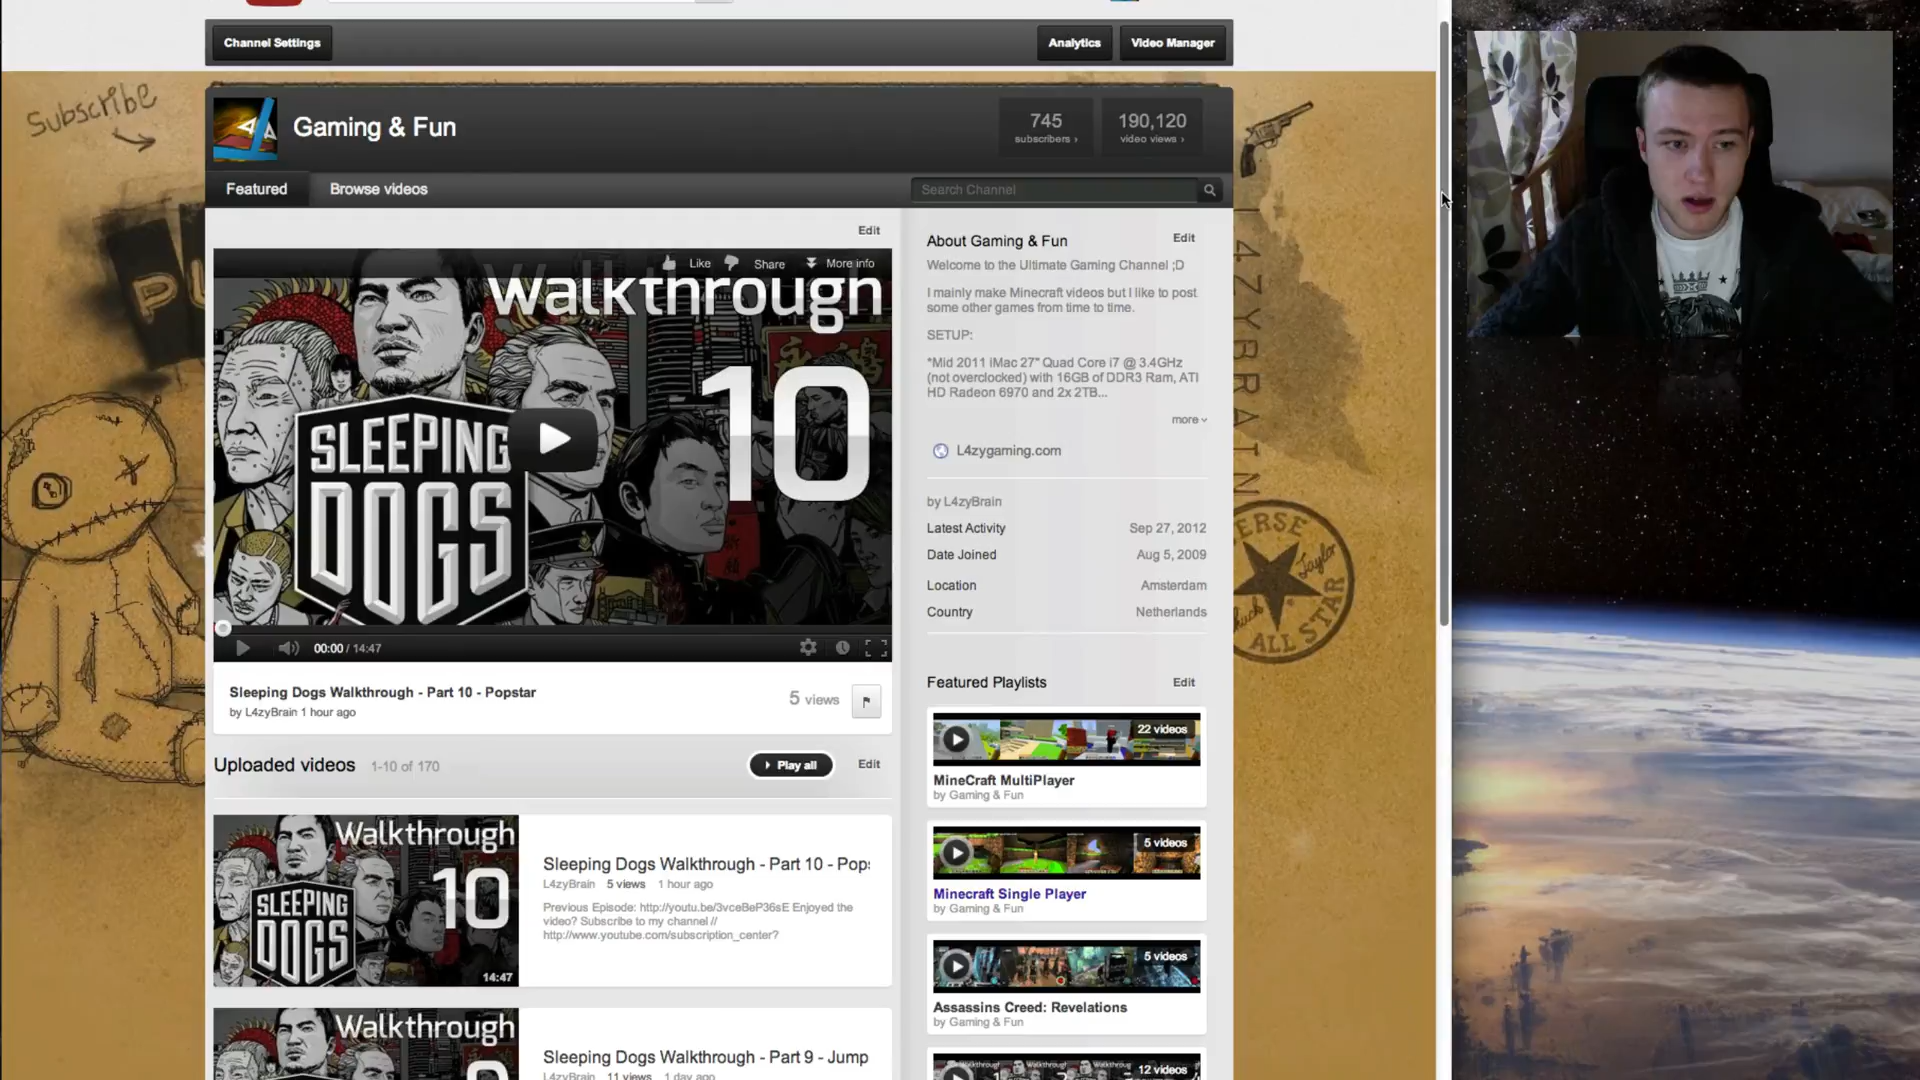 Channel Settings
Analytics
Video Manager
Subscribe
Gaming & Fun
745
subscribers ›
190,120
video views ›
Featured
Browse videos
Search Channel
Edit
Like
Share
More info
Walkthrough
10
SLEEPING
DOGS
00:00 / 14:47
Sleeping Dogs Walkthrough - Part 10 - Popstar
by L4zyBrain 1 hour ago
5 views
Uploaded videos 1-10 of 170
Play all
Edit
Walkthrough
10
SLEEPING
DOGS
14:47
Sleeping Dogs Walkthrough - Part 10 - Pop
L4zyBrain 5 views 1 hour ago
Previous Episode: http://youtu.be/3vceBeP36sE Enjoyed the
video? Subscribe to my channel //
http://www.youtube.com/subscription_center?
Walkthrough
Sleeping Dogs Walkthrough - Part 9 - Jump
L4zyBrain 11 views 1 day ago
About Gaming & Fun
Edit
Welcome to the Ultimate Gaming Channel ;D
I mainly make Minecraft videos but I like to post
some other games from time to time.
SETUP:
*Mid 2011 iMac 27" Quad Core i7 @ 3.4GHz
(not overclocked) with 16GB of DDR3 Ram, ATI
HD Radeon 6970 and 2x 2TB...
more
L4zygaming.com
by L4zyBrain
Latest Activity Sep 27, 2012
Date Joined Aug 5, 2009
Location Amsterdam
Country Netherlands
Featured Playlists
Edit
22 videos
MineCraft MultiPlayer
by Gaming & Fun
5 videos
Minecraft Single Player
by Gaming & Fun
5 videos
Assassins Creed: Revelations
by Gaming & Fun
12 videos
L4ZYBRAIN
ALL STAR